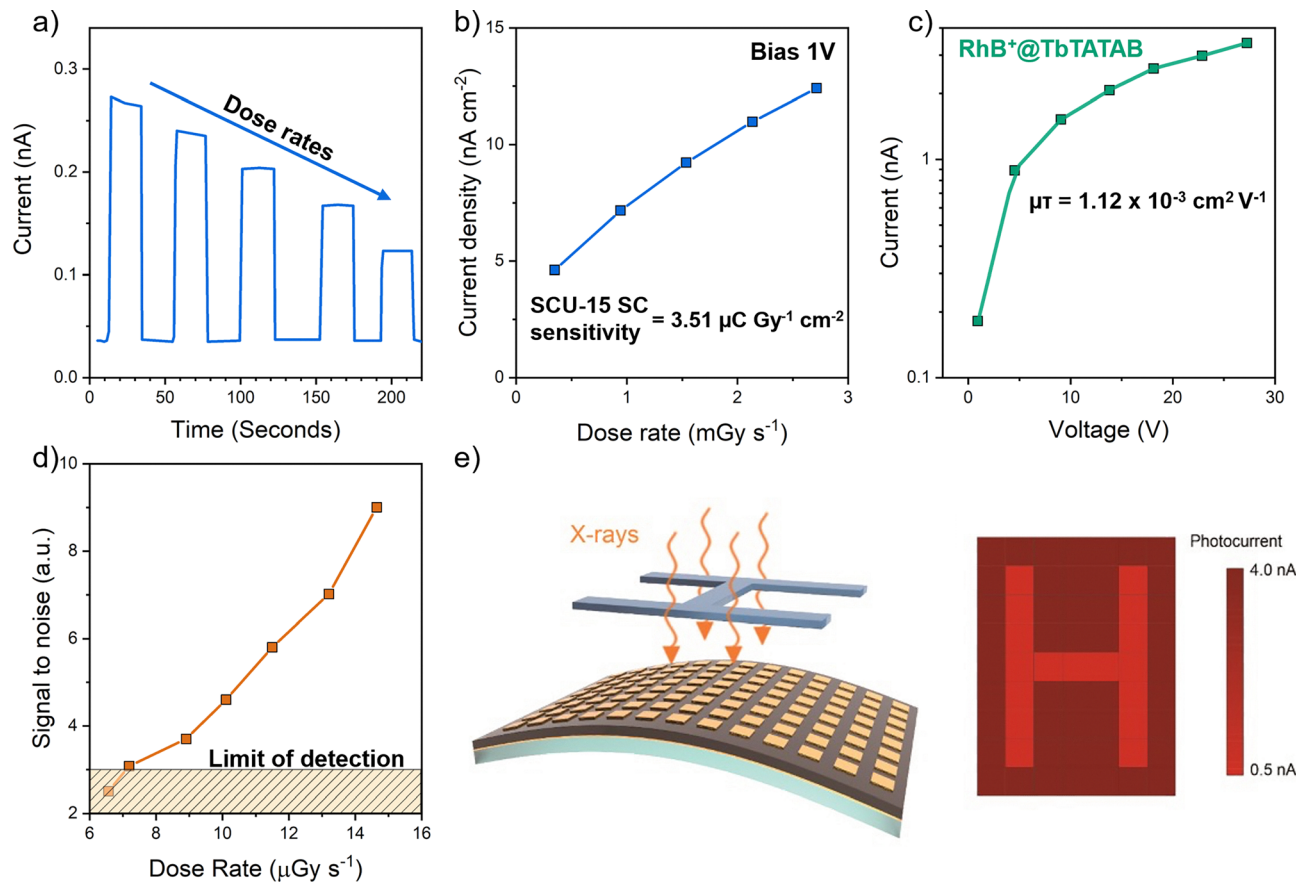 a)
0.3
0.2
0.1
0.0
Current (nA)
Dose rates
0
50
100
150
200
Time (Seconds)
b)
15
10
5
0
Current density (nA cm⁻²)
Bias 1V
SCU-15 SC
sensitivity = 3.51 µC Gy⁻¹ cm⁻²
0
1
2
3
Dose rate (mGy s⁻¹)
c)
RhB⁺@TbTATAB
1
0.1
Current (nA)
µτ = 1.12 x 10⁻³ cm² V⁻¹
0
10
20
30
Voltage (V)
d)
10
8
6
4
2
Signal to noise (a.u.)
Limit of detection
6
8
10
12
14
16
Dose Rate (µGy s⁻¹)
e)
X-rays
H
Photocurrent
4.0 nA
0.5 nA